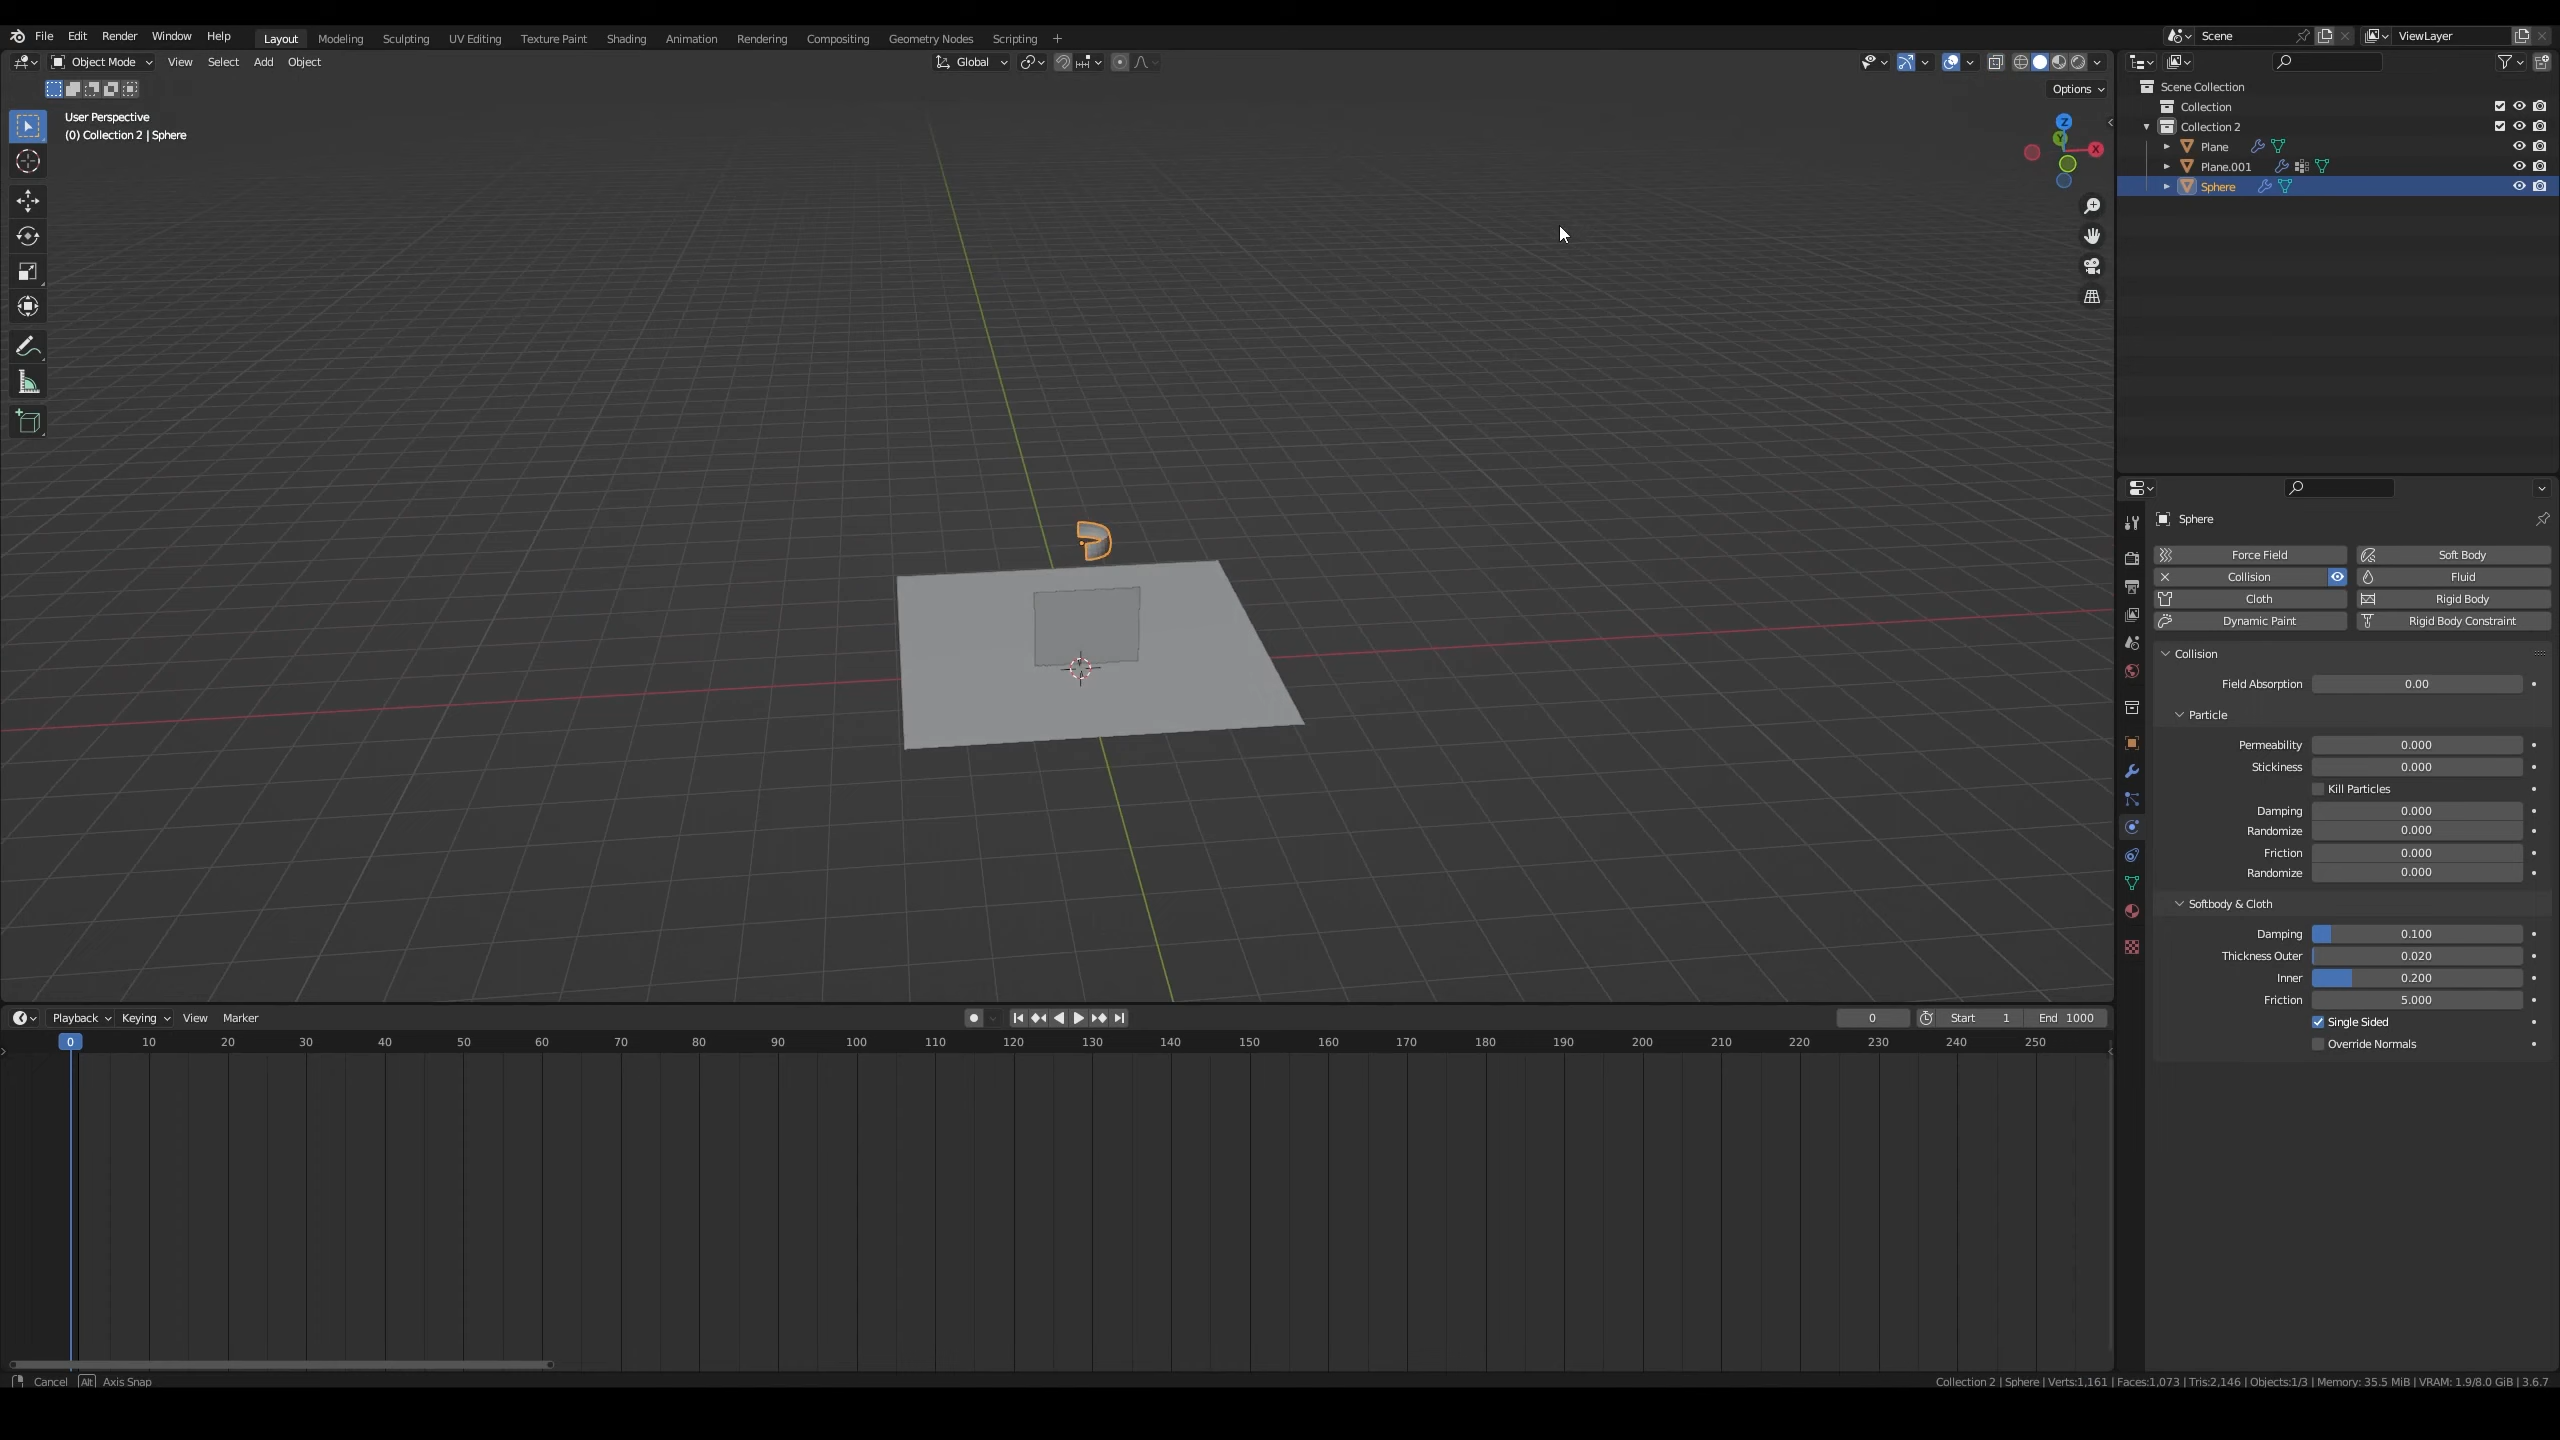 File Edit Render Window Help Layout Modeling Sculpting UV Editing Texture Paint Shading Animation Rendering Compositing Geometry Nodes Scripting + Scene ViewLayer
Object Mode View Select Add Object Global
Options
User Perspective
(0) Collection 2 | Sphere
Z
Y
X
Scene Collection
Collection
Collection 2
Plane
Plane.001
Sphere
Sphere
Force Field Soft Body
Collision Fluid
Cloth Rigid Body
Dynamic Paint Rigid Body Constraint
Collision
Field Absorption 0.00
Particle
Permeability 0.000
Stickiness 0.000
Kill Particles
Damping 0.000
Randomize 0.000
Friction 0.000
Randomize 0.000
Softbody & Cloth
Damping 0.100
Thickness Outer 0.020
Inner 0.200
Friction 5.000
Single Sided
Override Normals
Playback Keying View Marker 0 Start 1 End 1000
0 10 20 30 40 50 60 70 80 90 100 110 120 130 140 150 160 170 180 190 200 210 220 230 240 250
Cancel Alt Axis Snap
Collection 2 | Sphere | Verts:1,161 | Faces:1,073 | Tris:2,146 | Objects:1/3 | Memory: 35.5 MiB | VRAM: 1.9/8.0 GiB | 3.6.7